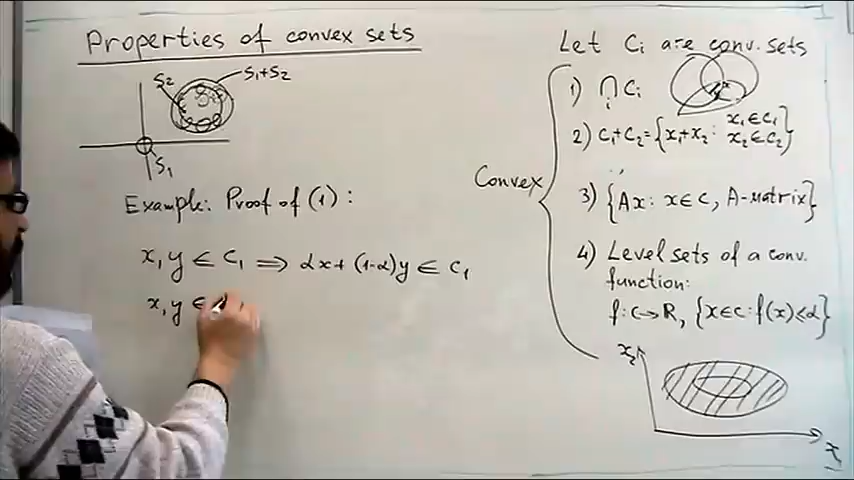 Properties of convex sets
S2
S1+S2
S1
Example: Proof of (1):
x, y ∈ C1 ⟹ αx + (1-α)y ∈ C1
x, y ∈
Let Ci are conv. sets
Convex
1) ⋂i Ci
2) C1+C2 = {x1+x2 : x1∈C1, x2∈C2}
3) {Ax : x∈C, A-matrix}
4) Level sets of a conv.
function:
f: C→R, {x∈C: f(x)≤α}
x2
x1